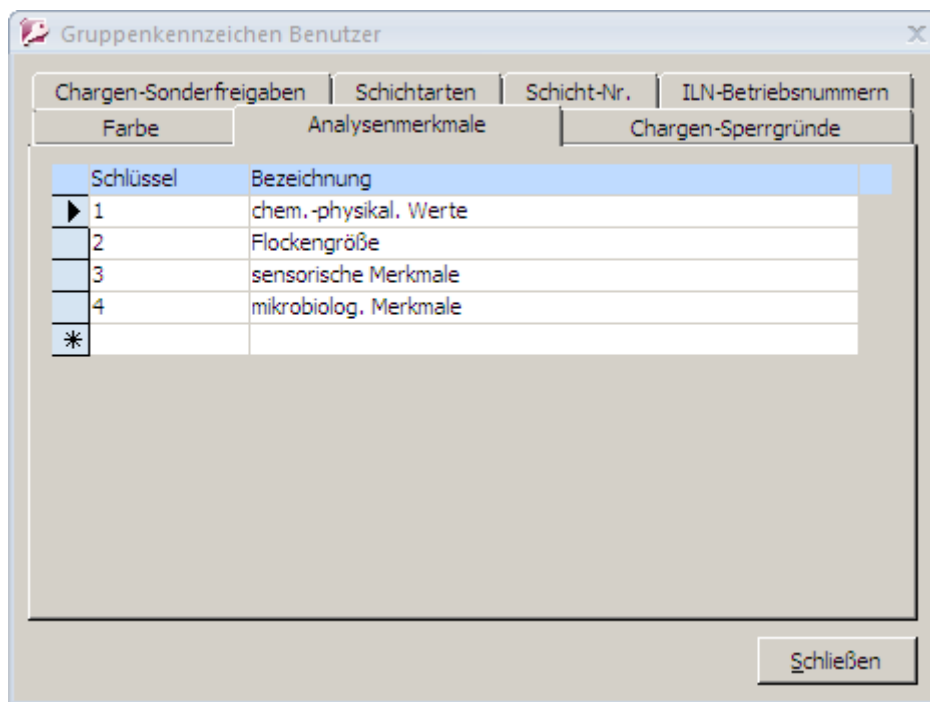 Gruppenkennzeichen Benutzer
Chargen-Sonderfreigaben Schichtarten Schicht-Nr. ILN-Betriebsnummern
Farbe Analysenmerkmale Chargen-Sperrgründe
Schlüssel Bezeichnung
1 chem.-physikal. Werte
2 Flockengröße
3 sensorische Merkmale
4 mikrobiolog. Merkmale
Schließen